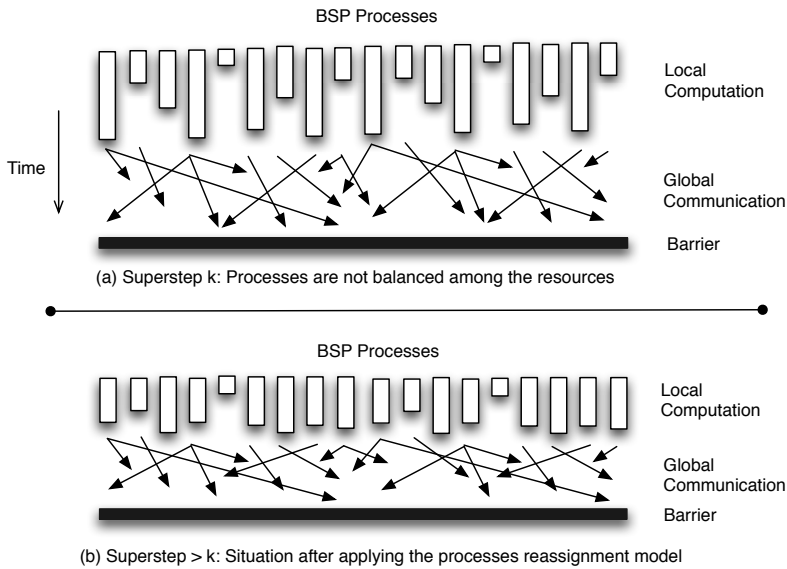 BSP Processes
Local
Computation
Time
Global
Communication
Barrier
(a) Superstep k: Processes are not balanced among the resources
BSP Processes
Local
Computation
Global
Communication
Barrier
(b) Superstep > k: Situation after applying the processes reassignment model